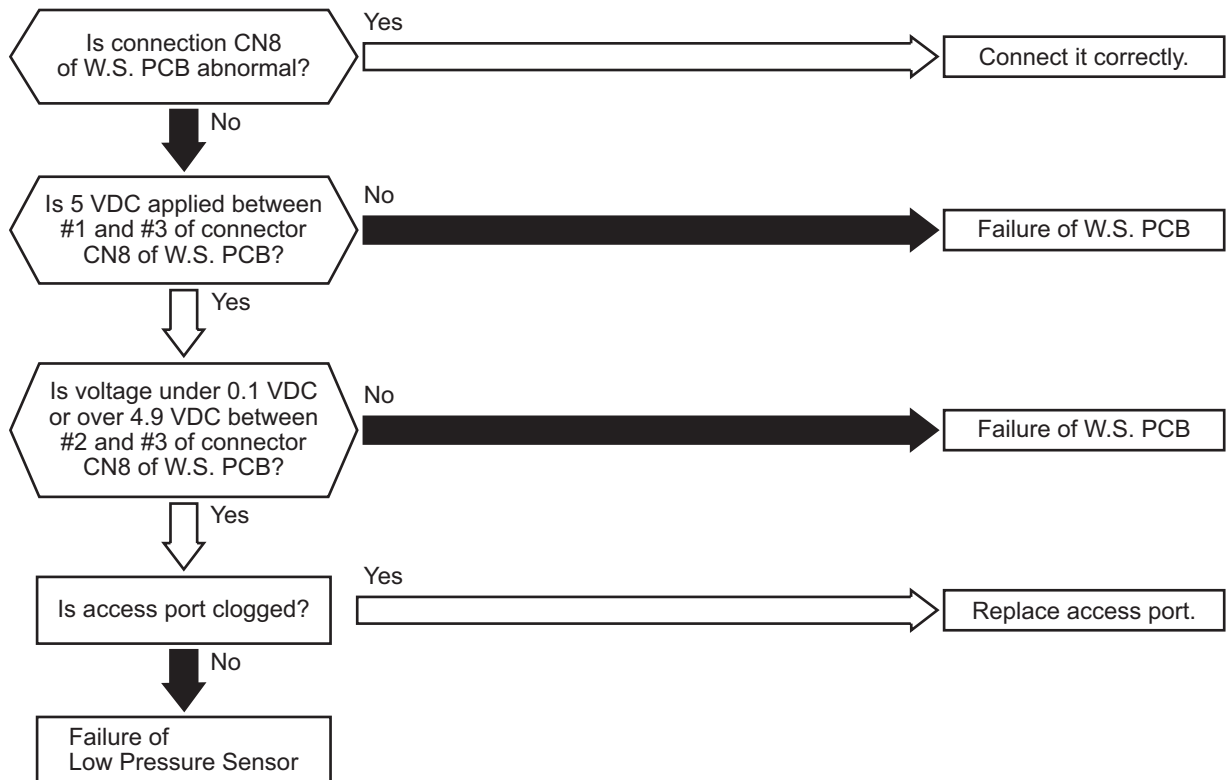 Is connection CN8
of W.S. PCB abnormal?
Yes
Connect it correctly.
No
Is 5 VDC applied between
#1 and #3 of connector
CN8 of W.S. PCB?
No
Failure of W.S. PCB
Yes
Is voltage under 0.1 VDC
or over 4.9 VDC between
#2 and #3 of connector
CN8 of W.S. PCB?
No
Failure of W.S. PCB
Yes
Is access port clogged?
Yes
Replace access port.
No
Failure of
Low Pressure Sensor